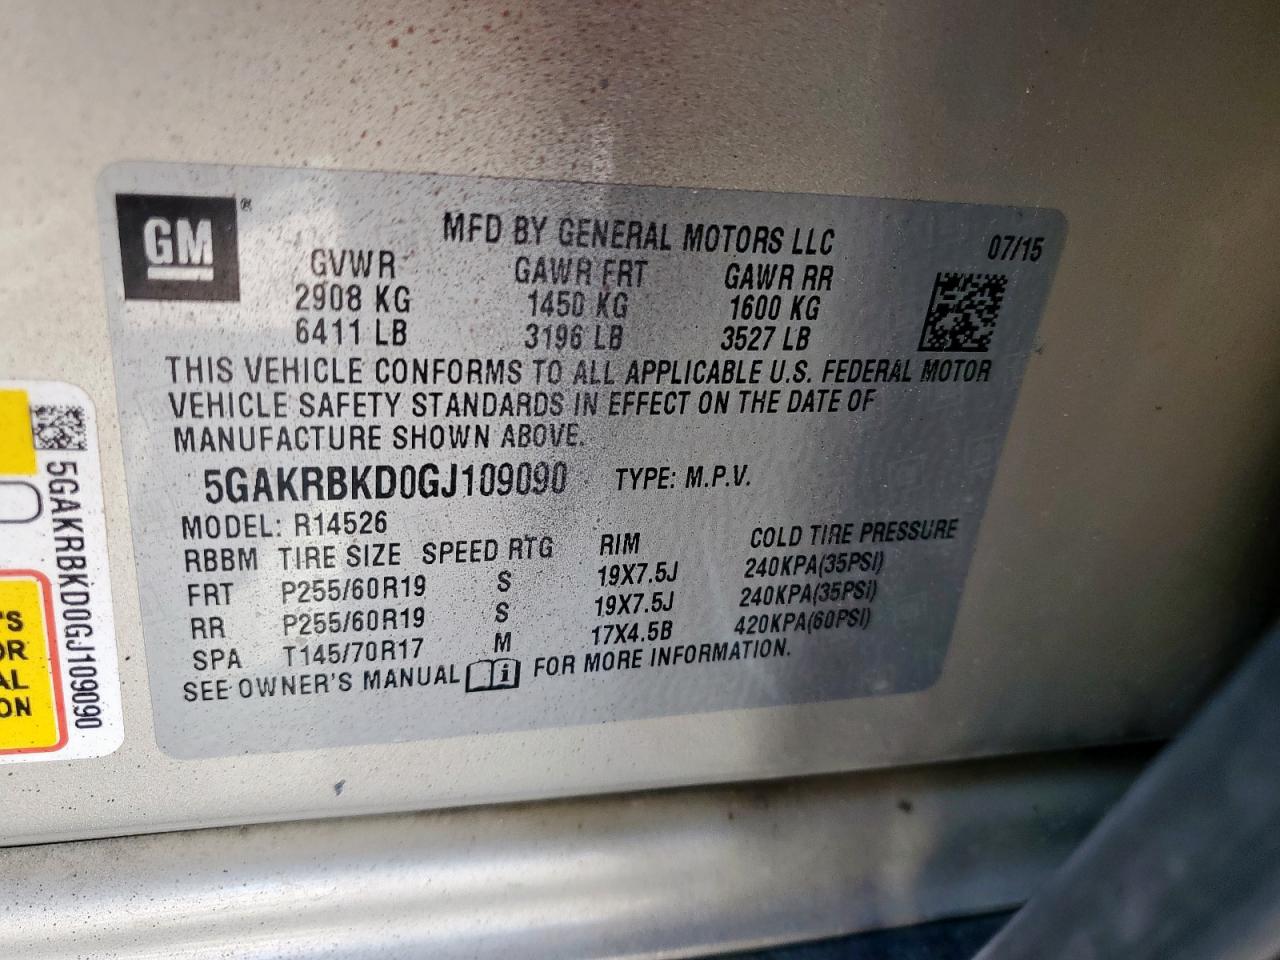 GM ®
MFD BY GENERAL MOTORS LLC 07/15
GVWR GAWR FRT GAWR RR
2908 KG 1450 KG 1600 KG
6411 LB 3196 LB 3527 LB
THIS VEHICLE CONFORMS TO ALL APPLICABLE U.S. FEDERAL MOTOR
VEHICLE SAFETY STANDARDS IN EFFECT ON THE DATE OF
MANUFACTURE SHOWN ABOVE.
5GAKRBKD0GJ109090 TYPE: M.P.V.
MODEL: R14526
RBBM TIRE SIZE SPEED RTG RIM COLD TIRE PRESSURE
FRT P255/60R19 S 19X7.5J 240KPA(35PSI)
RR P255/60R19 S 19X7.5J 240KPA(35PSI)
SPA T145/70R17 M 17X4.5B 420KPA(60PSI)
SEE OWNER'S MANUAL i FOR MORE INFORMATION.
5GAKRBKD0GJ109090
'S
OR
AL
ON